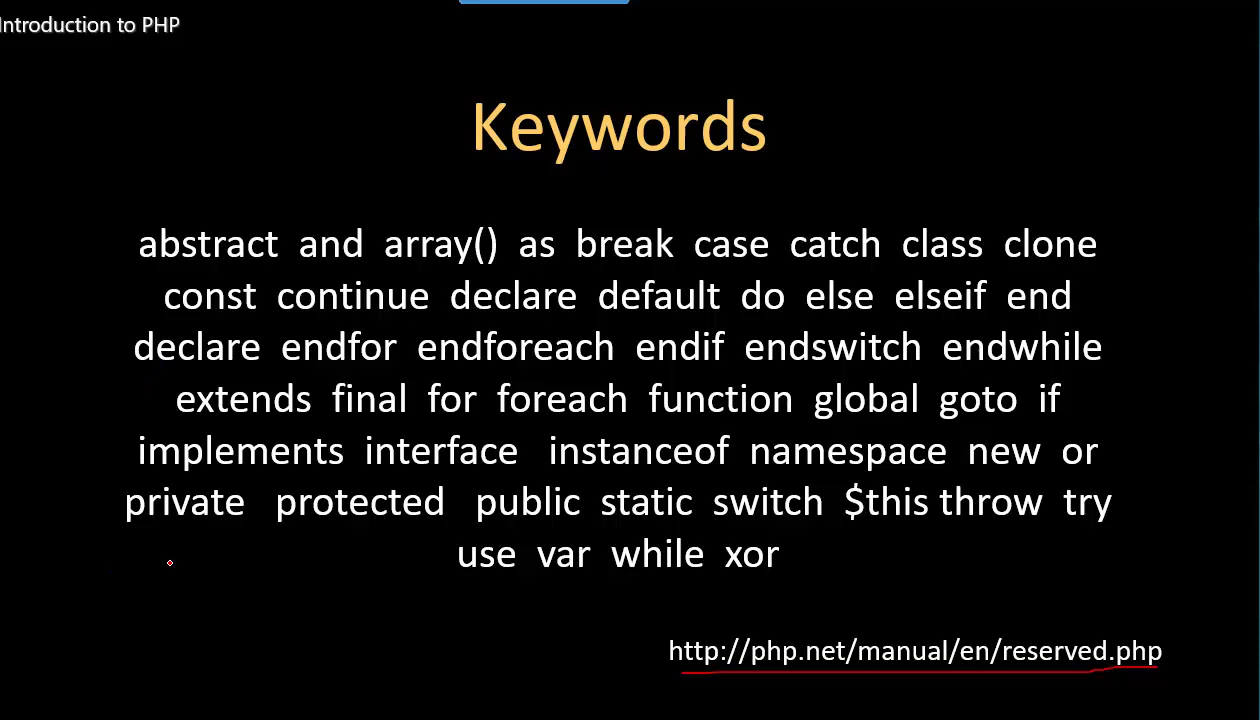 Introduction to PHP
Keywords
abstract and array() as break case catch class clone
const continue declare default do else elseif end
declare endfor endforeach endif endswitch endwhile
extends final for foreach function global goto if
implements interface instanceof namespace new or
private protected public static switch $this throw try
use var while xor
http://php.net/manual/en/reserved.php